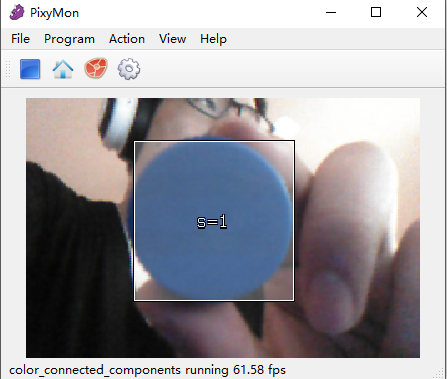 PixyMon
File Program Action View Help
s=1
color_connected_components running 61.58 fps